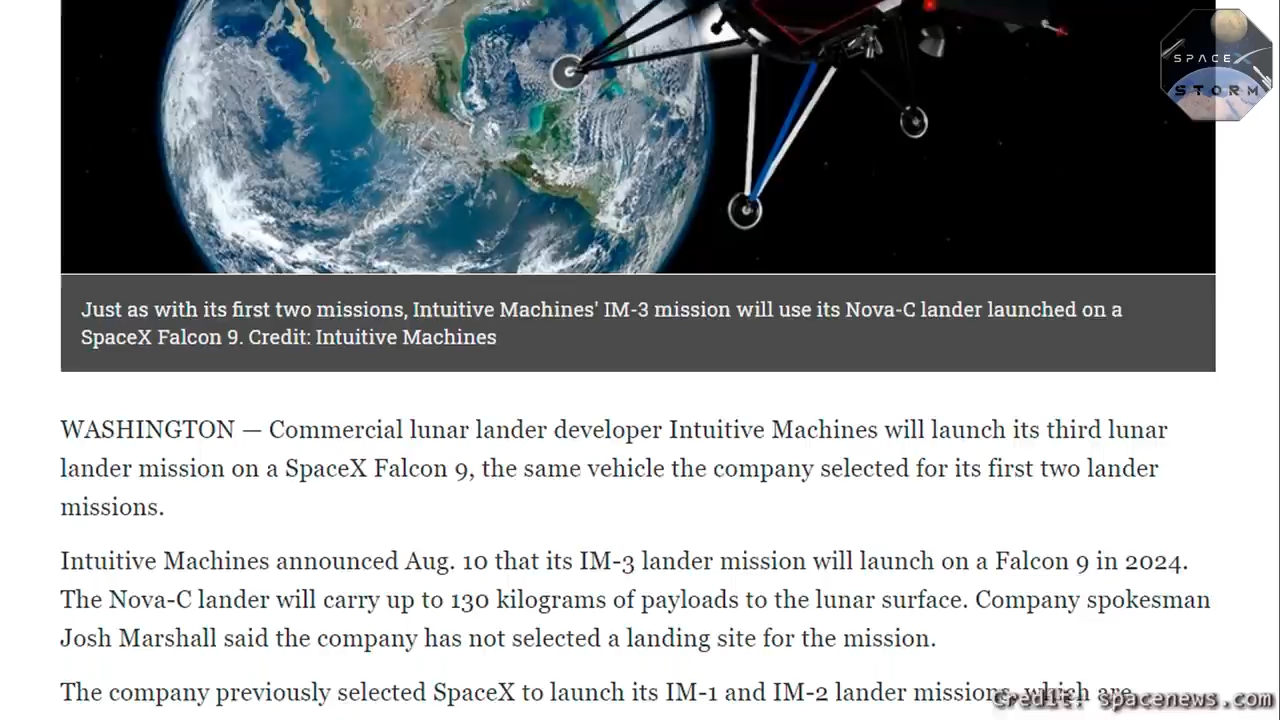 SPACEX
STORM
Just as with its first two missions, Intuitive Machines' IM-3 mission will use its Nova-C lander launched on a
SpaceX Falcon 9. Credit: Intuitive Machines
WASHINGTON — Commercial lunar lander developer Intuitive Machines will launch its third lunar
lander mission on a SpaceX Falcon 9, the same vehicle the company selected for its first two lander
missions.
Intuitive Machines announced Aug. 10 that its IM-3 lander mission will launch on a Falcon 9 in 2024.
The Nova-C lander will carry up to 130 kilograms of payloads to the lunar surface. Company spokesman
Josh Marshall said the company has not selected a landing site for the mission.
The company previously selected SpaceX to launch its IM-1 and IM-2 lander missions, which are
Credit: spacenews.com